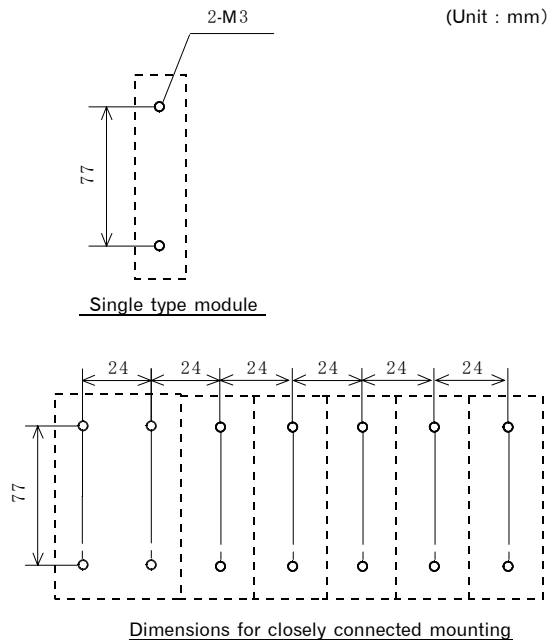 2-M3
(Unit : mm)
77
Single type module
24 24 24 24 24 24
77
Dimensions for closely connected mounting